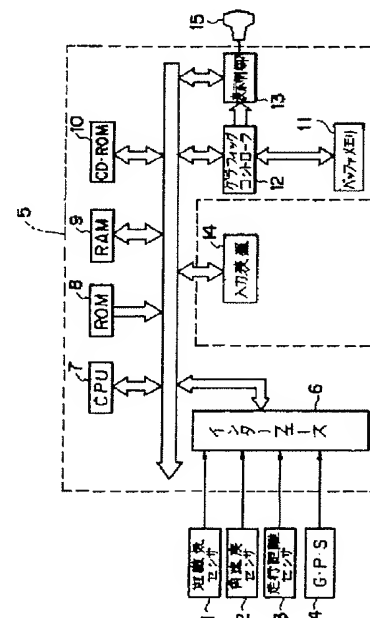 5
7
CPU
8
ROM
9
RAM
10
CD-ROM
15
表示制御
13
グラフィック
コントローラ
12
11
バッファメモリ
14
入力装置
インターフェース
6
センサ
1
角速度
センサ
2
走行距離
センサ
3
G・P・S
4